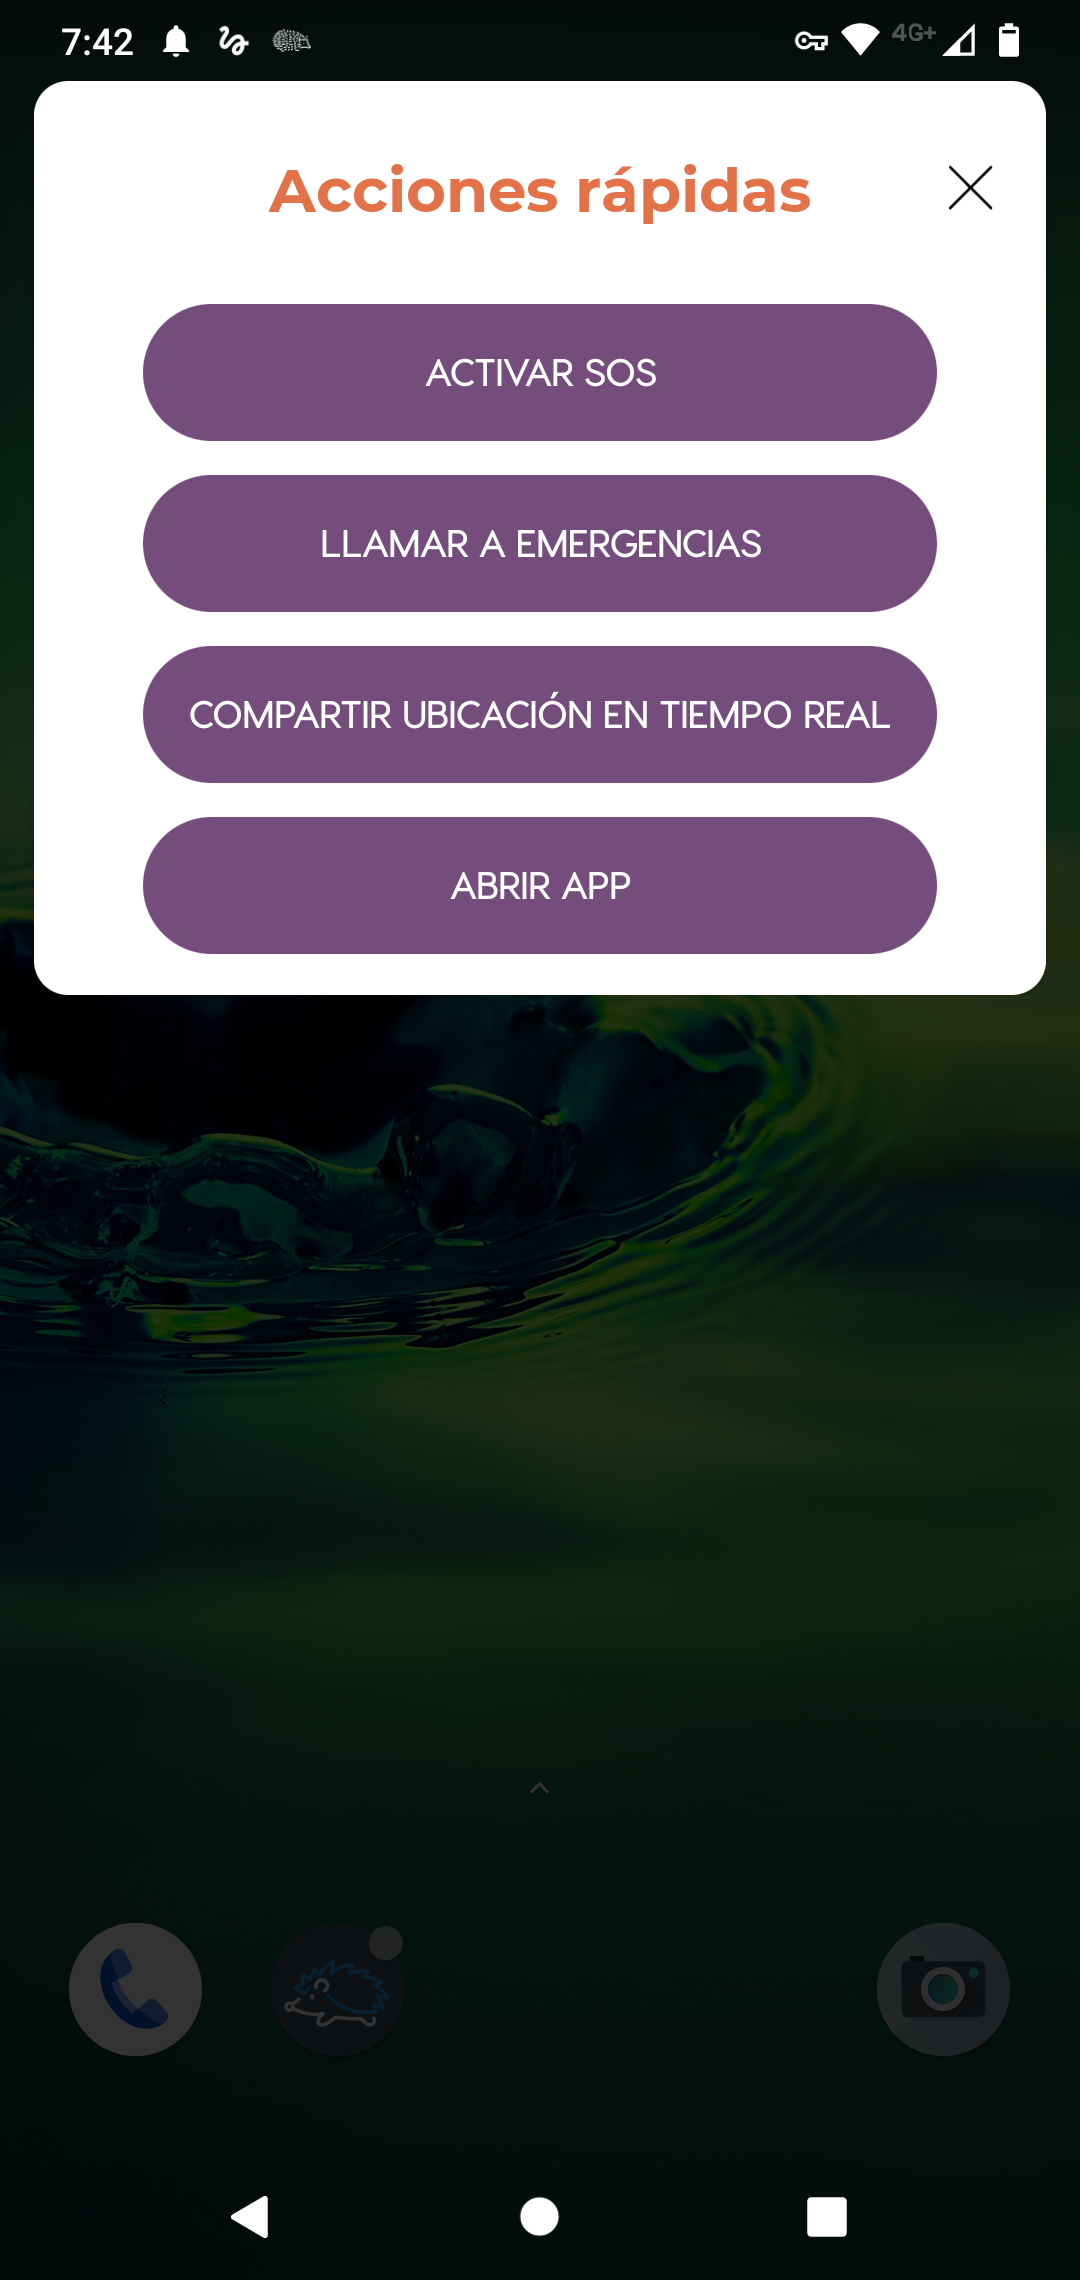 7:42
4G+
Acciones rápidas
ACTIVAR SOS
LLAMAR A EMERGENCIAS
COMPARTIR UBICACIÓN EN TIEMPO REAL
ABRIR APP